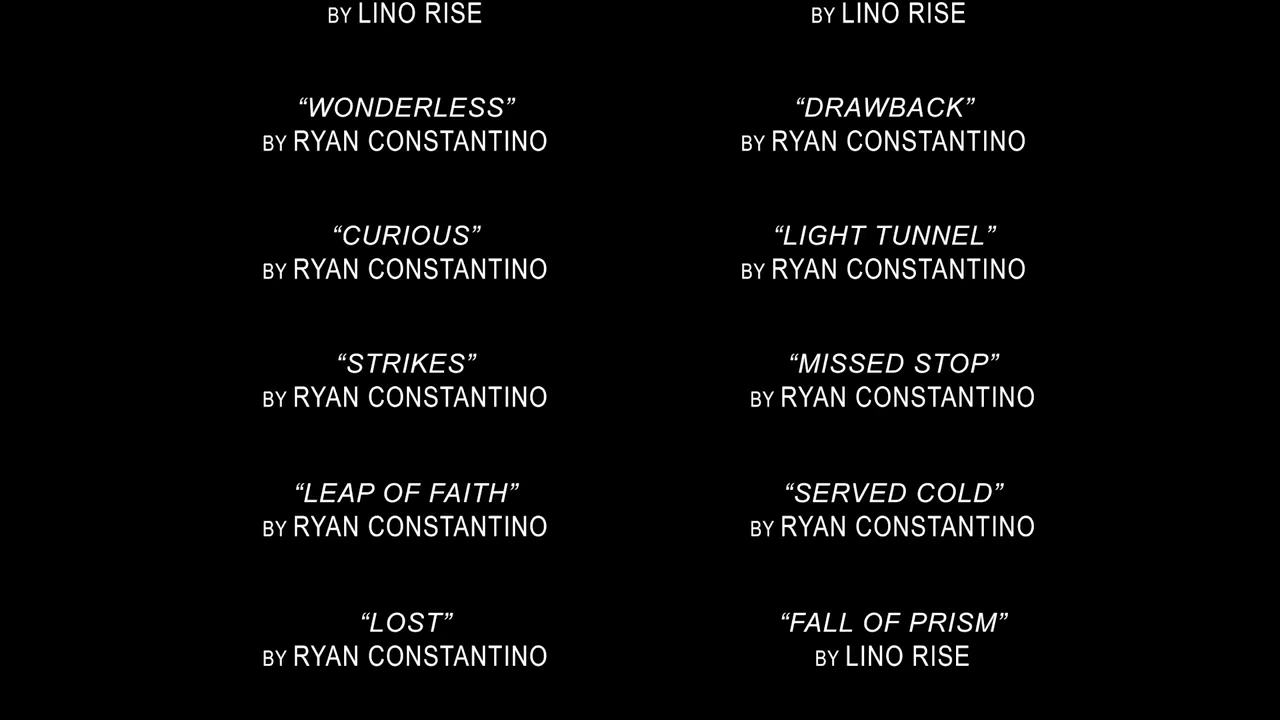 BY LINO RISE
BY LINO RISE
“WONDERLESS”
BY RYAN CONSTANTINO
“DRAWBACK”
BY RYAN CONSTANTINO
“CURIOUS”
BY RYAN CONSTANTINO
“LIGHT TUNNEL”
BY RYAN CONSTANTINO
“STRIKES”
BY RYAN CONSTANTINO
“MISSED STOP”
BY RYAN CONSTANTINO
“LEAP OF FAITH”
BY RYAN CONSTANTINO
“SERVED COLD”
BY RYAN CONSTANTINO
“LOST”
BY RYAN CONSTANTINO
“FALL OF PRISM”
BY LINO RISE